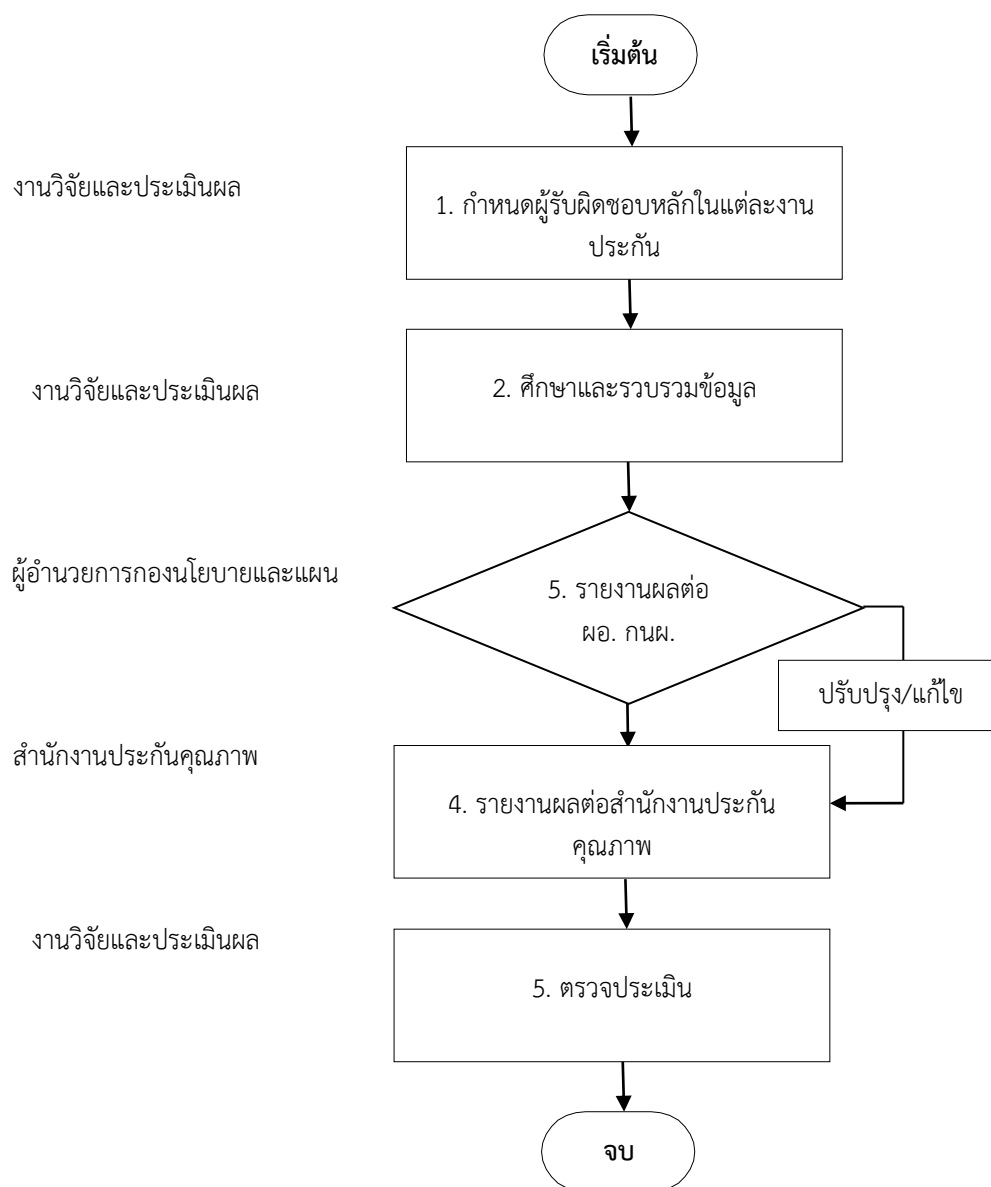 เริ่มต้น
งานวิจัยและประเมินผล
1. กำหนดผู้รับผิดชอบหลักในแต่ละงาน
ประกัน
งานวิจัยและประเมินผล
2. ศึกษาและรวบรวมข้อมูล
ผู้อำนวยการกองนโยบายและแผน
5. รายงานผลต่อ
ผอ. กนผ.
ปรับปรุง/แก้ไข
สำนักงานประกันคุณภาพ
4. รายงานผลต่อสำนักงานประกัน
คุณภาพ
งานวิจัยและประเมินผล
5. ตรวจประเมิน
จบ